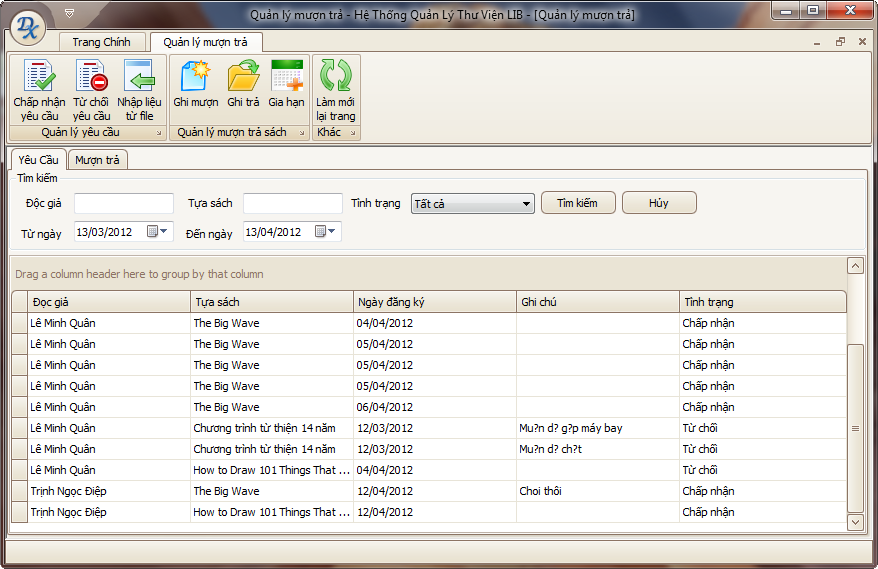 Quản lý mượn trả - Hệ Thống Quản Lý Thư Viện LIB - [Quản lý mượn trả]
DX
Trang Chính Quản lý mượn trả
Chấp nhận yêu cầu Từ chối yêu cầu Nhập liệu từ file Ghi mượn Ghi trả Gia hạn Làm mới lại trang
Quản lý yêu cầu Quản lý mượn trả sách Khác
Yêu Cầu Mượn trả
Tìm kiếm
Độc giả Tựa sách Tình trạng Tất cả Tìm kiếm Hủy
Từ ngày 13/03/2012 Đến ngày 13/04/2012
Drag a column header here to group by that column
Đọc giả Tựa sách Ngày đăng ký Ghi chú Tình trạng
Lê Minh Quân The Big Wave 04/04/2012 Chấp nhận
Lê Minh Quân The Big Wave 05/04/2012 Chấp nhận
Lê Minh Quân The Big Wave 05/04/2012 Chấp nhận
Lê Minh Quân The Big Wave 05/04/2012 Chấp nhận
Lê Minh Quân The Big Wave 06/04/2012 Chấp nhận
Lê Minh Quân Chương trình từ thiện 14 năm 12/03/2012 Mu?n d? g?p máy bay Từ chối
Lê Minh Quân Chương trình từ thiện 14 năm 12/03/2012 Mu?n d? ch?t Từ chối
Lê Minh Quân How to Draw 101 Things That ... 04/04/2012 Từ chối
Trịnh Ngọc Điệp The Big Wave 12/04/2012 Choi thôi Chấp nhận
Trịnh Ngọc Điệp How to Draw 101 Things That ... 12/04/2012 Chấp nhận